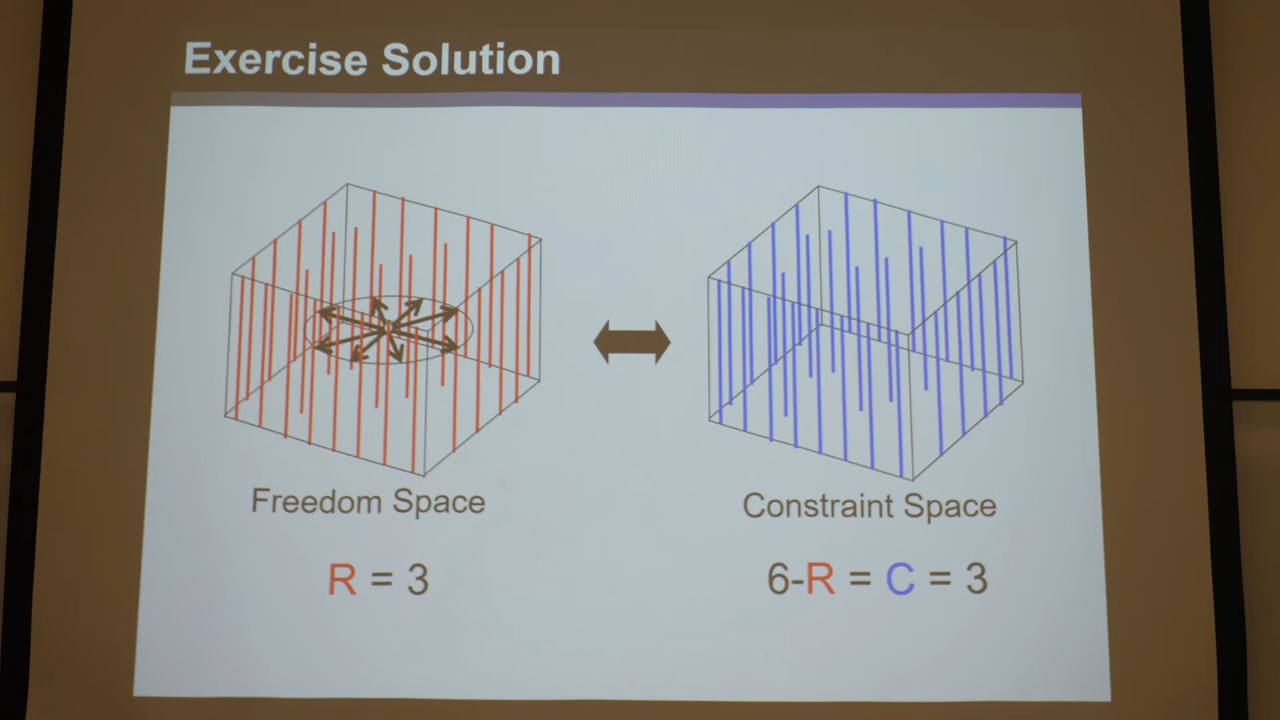 Exercise Solution
Freedom Space
Constraint Space
R = 3
6-R = C = 3